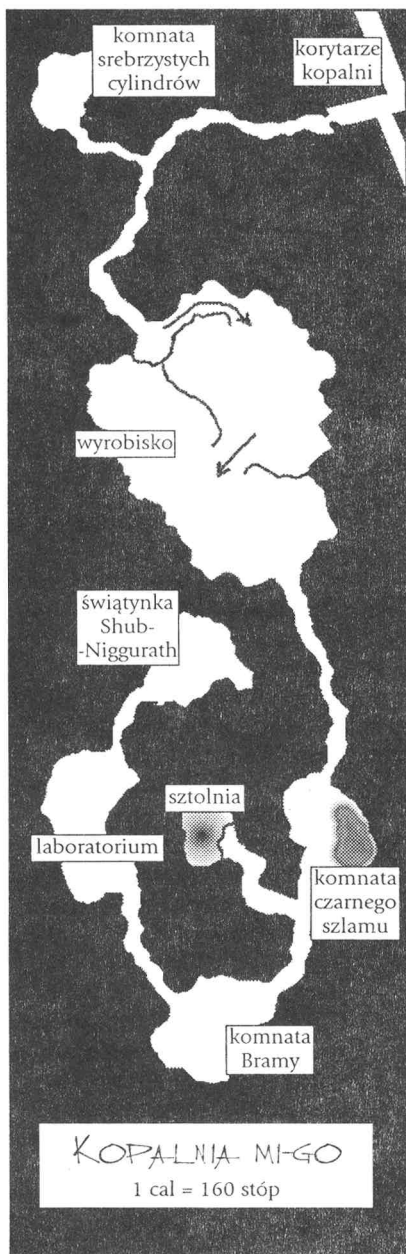 komnata
srebrzystych
cylindrów
korytarze
kopalni
wyrobisko
świątynka
Shub-
-Niggurath
sztolnia
laboratorium
komnata
czarnego
szlamu
komnata
Bramy
KOPALNIA MI-GO
1 cal = 160 stóp